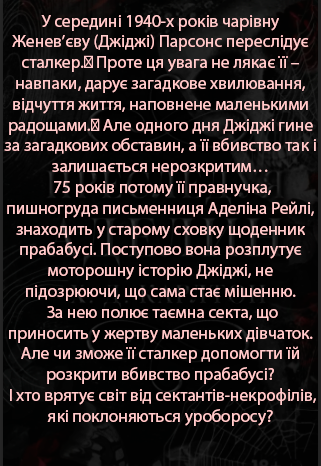 У середині 1940-х років чарівну
Женев’єву (Джіджі) Парсонс переслідує
сталкер.⍰ Проте ця увага не лякає її –
навпаки, дарує загадкове хвилювання,
відчуття життя, наповнене маленькими
радощами.⍰ Але одного дня Джіджі гине
за загадкових обставин, а її вбивство так і
залишається нерозкритим…
75 років потому її правнучка,
пишногруда письменниця Аделіна Рейлі,
знаходить у старому сховку щоденник
прабабусі. Поступово вона розплутує
моторошну історію Джіджі, не
підозрюючи, що сама стає мішенню.
За нею полює таємна секта, що
приносить у жертву маленьких дівчаток.
Але чи зможе її сталкер допомогти їй
розкрити вбивство прабабусі?
І хто врятує світ від сектантів-некрофілів,
які поклоняються уроборосу?